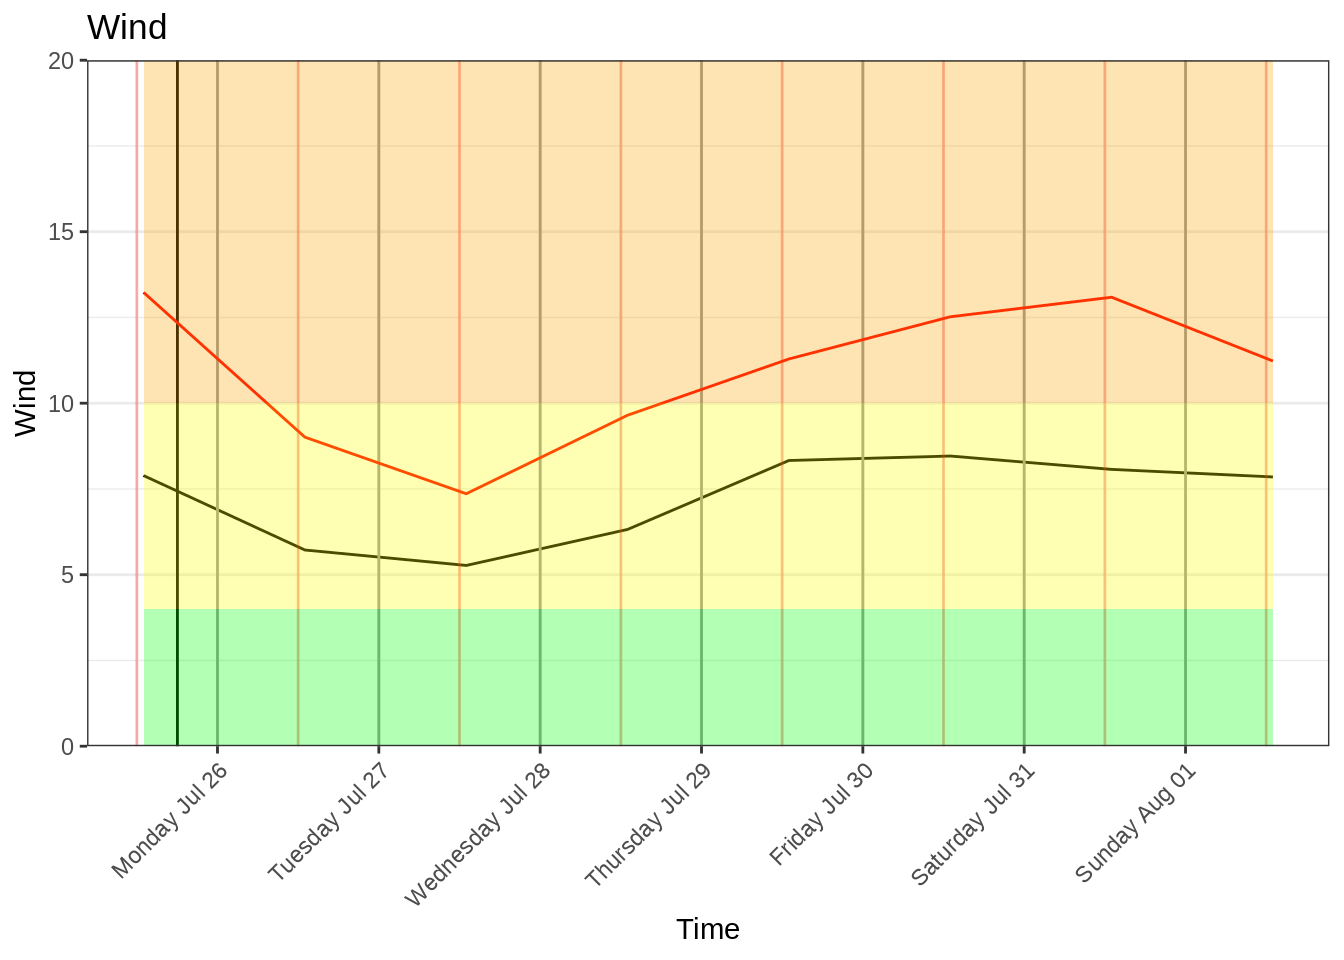 Wind
20
15
10
5
0
Wind
Monday Jul 26
Tuesday Jul 27
Wednesday Jul 28
Thursday Jul 29
Friday Jul 30
Saturday Jul 31
Sunday Aug 01
Time